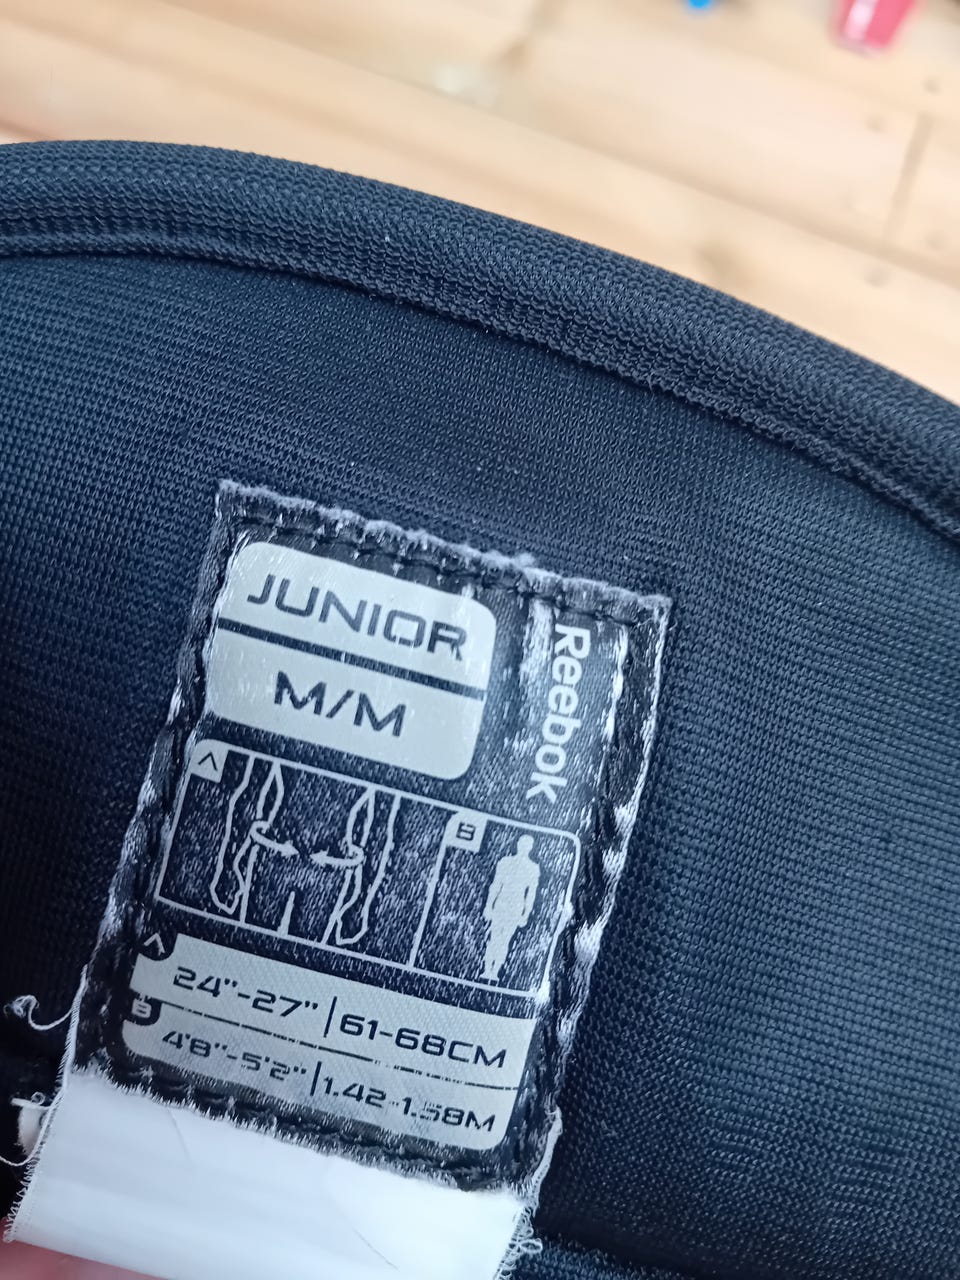 JUNIOR
M/M
Reebok
A
B
A
24"-27" | 61-68CM
B
4'8"-5'2" | 1.42-1.58M